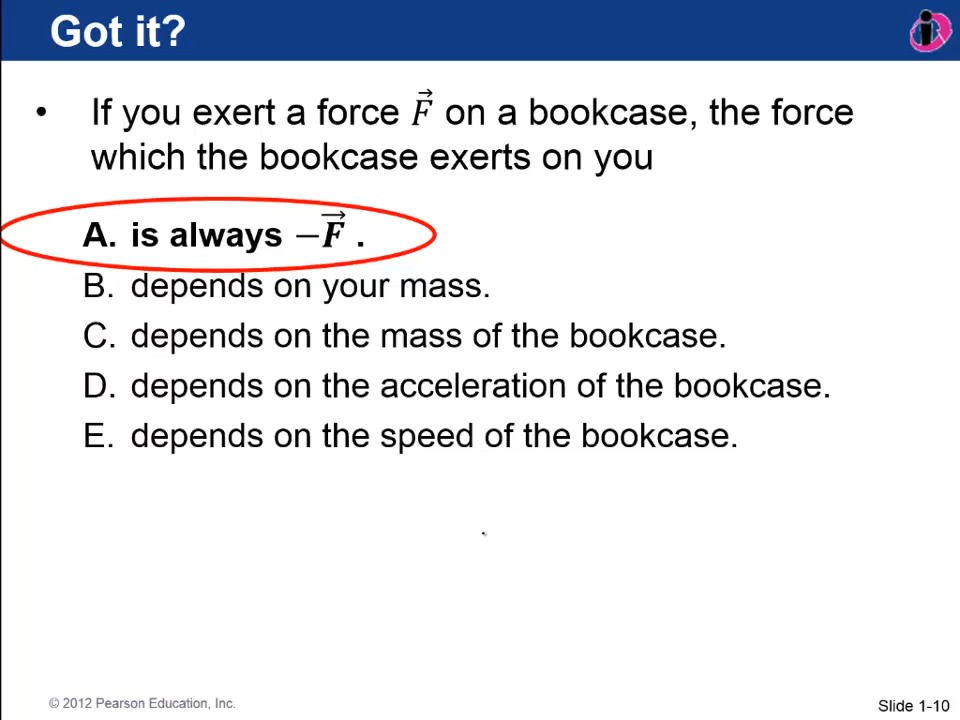 Got it?
• If you exert a force $\vec{F}$ on a bookcase, the force
which the bookcase exerts on you
A. is always $-\vec{F}$ .
B. depends on your mass.
C. depends on the mass of the bookcase.
D. depends on the acceleration of the bookcase.
E. depends on the speed of the bookcase.
© 2012 Pearson Education, Inc.
Slide 1-10